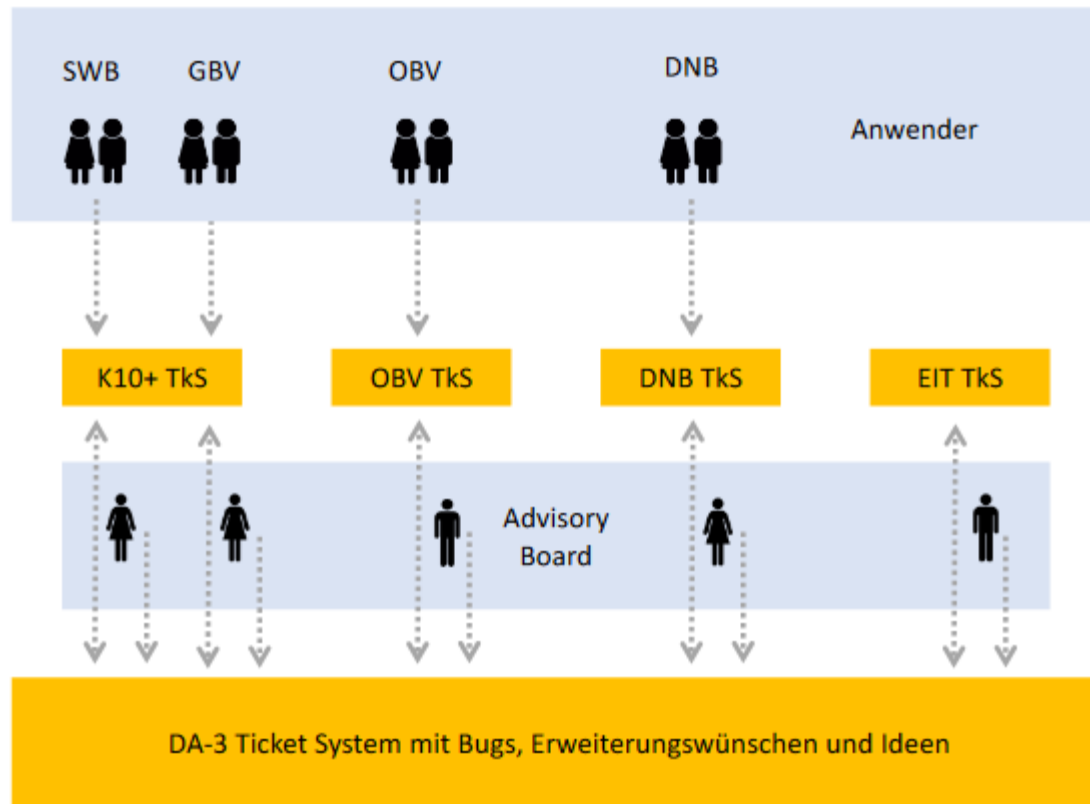 SWB
GBV
OBV
DNB
Anwender
K10+ TkS
OBV TkS
DNB TkS
EIT TkS
Advisory
Board
DA-3 Ticket System mit Bugs, Erweiterungswünschen und Ideen